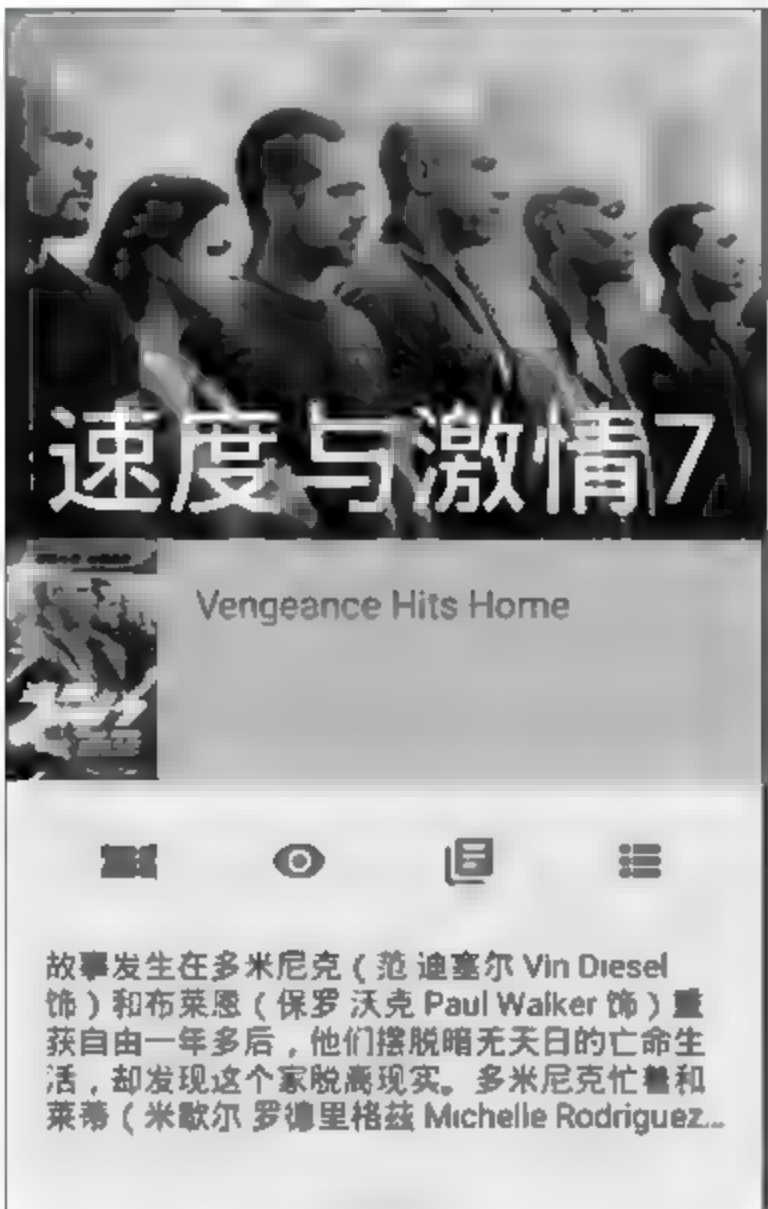 速度与激情7
Vengeance Hits Home
故事发生在多米尼克（范 迪塞尔 Vin Diesel
饰）和布莱恩（保罗 沃克 Paul Walker 饰）重
获自由一年多后，他们摆脱暗无天日的亡命生
活，却发现这个家脱离现实。多米尼克忙着和
莱蒂（米歇尔 罗德里格兹 Michelle Rodriguez...